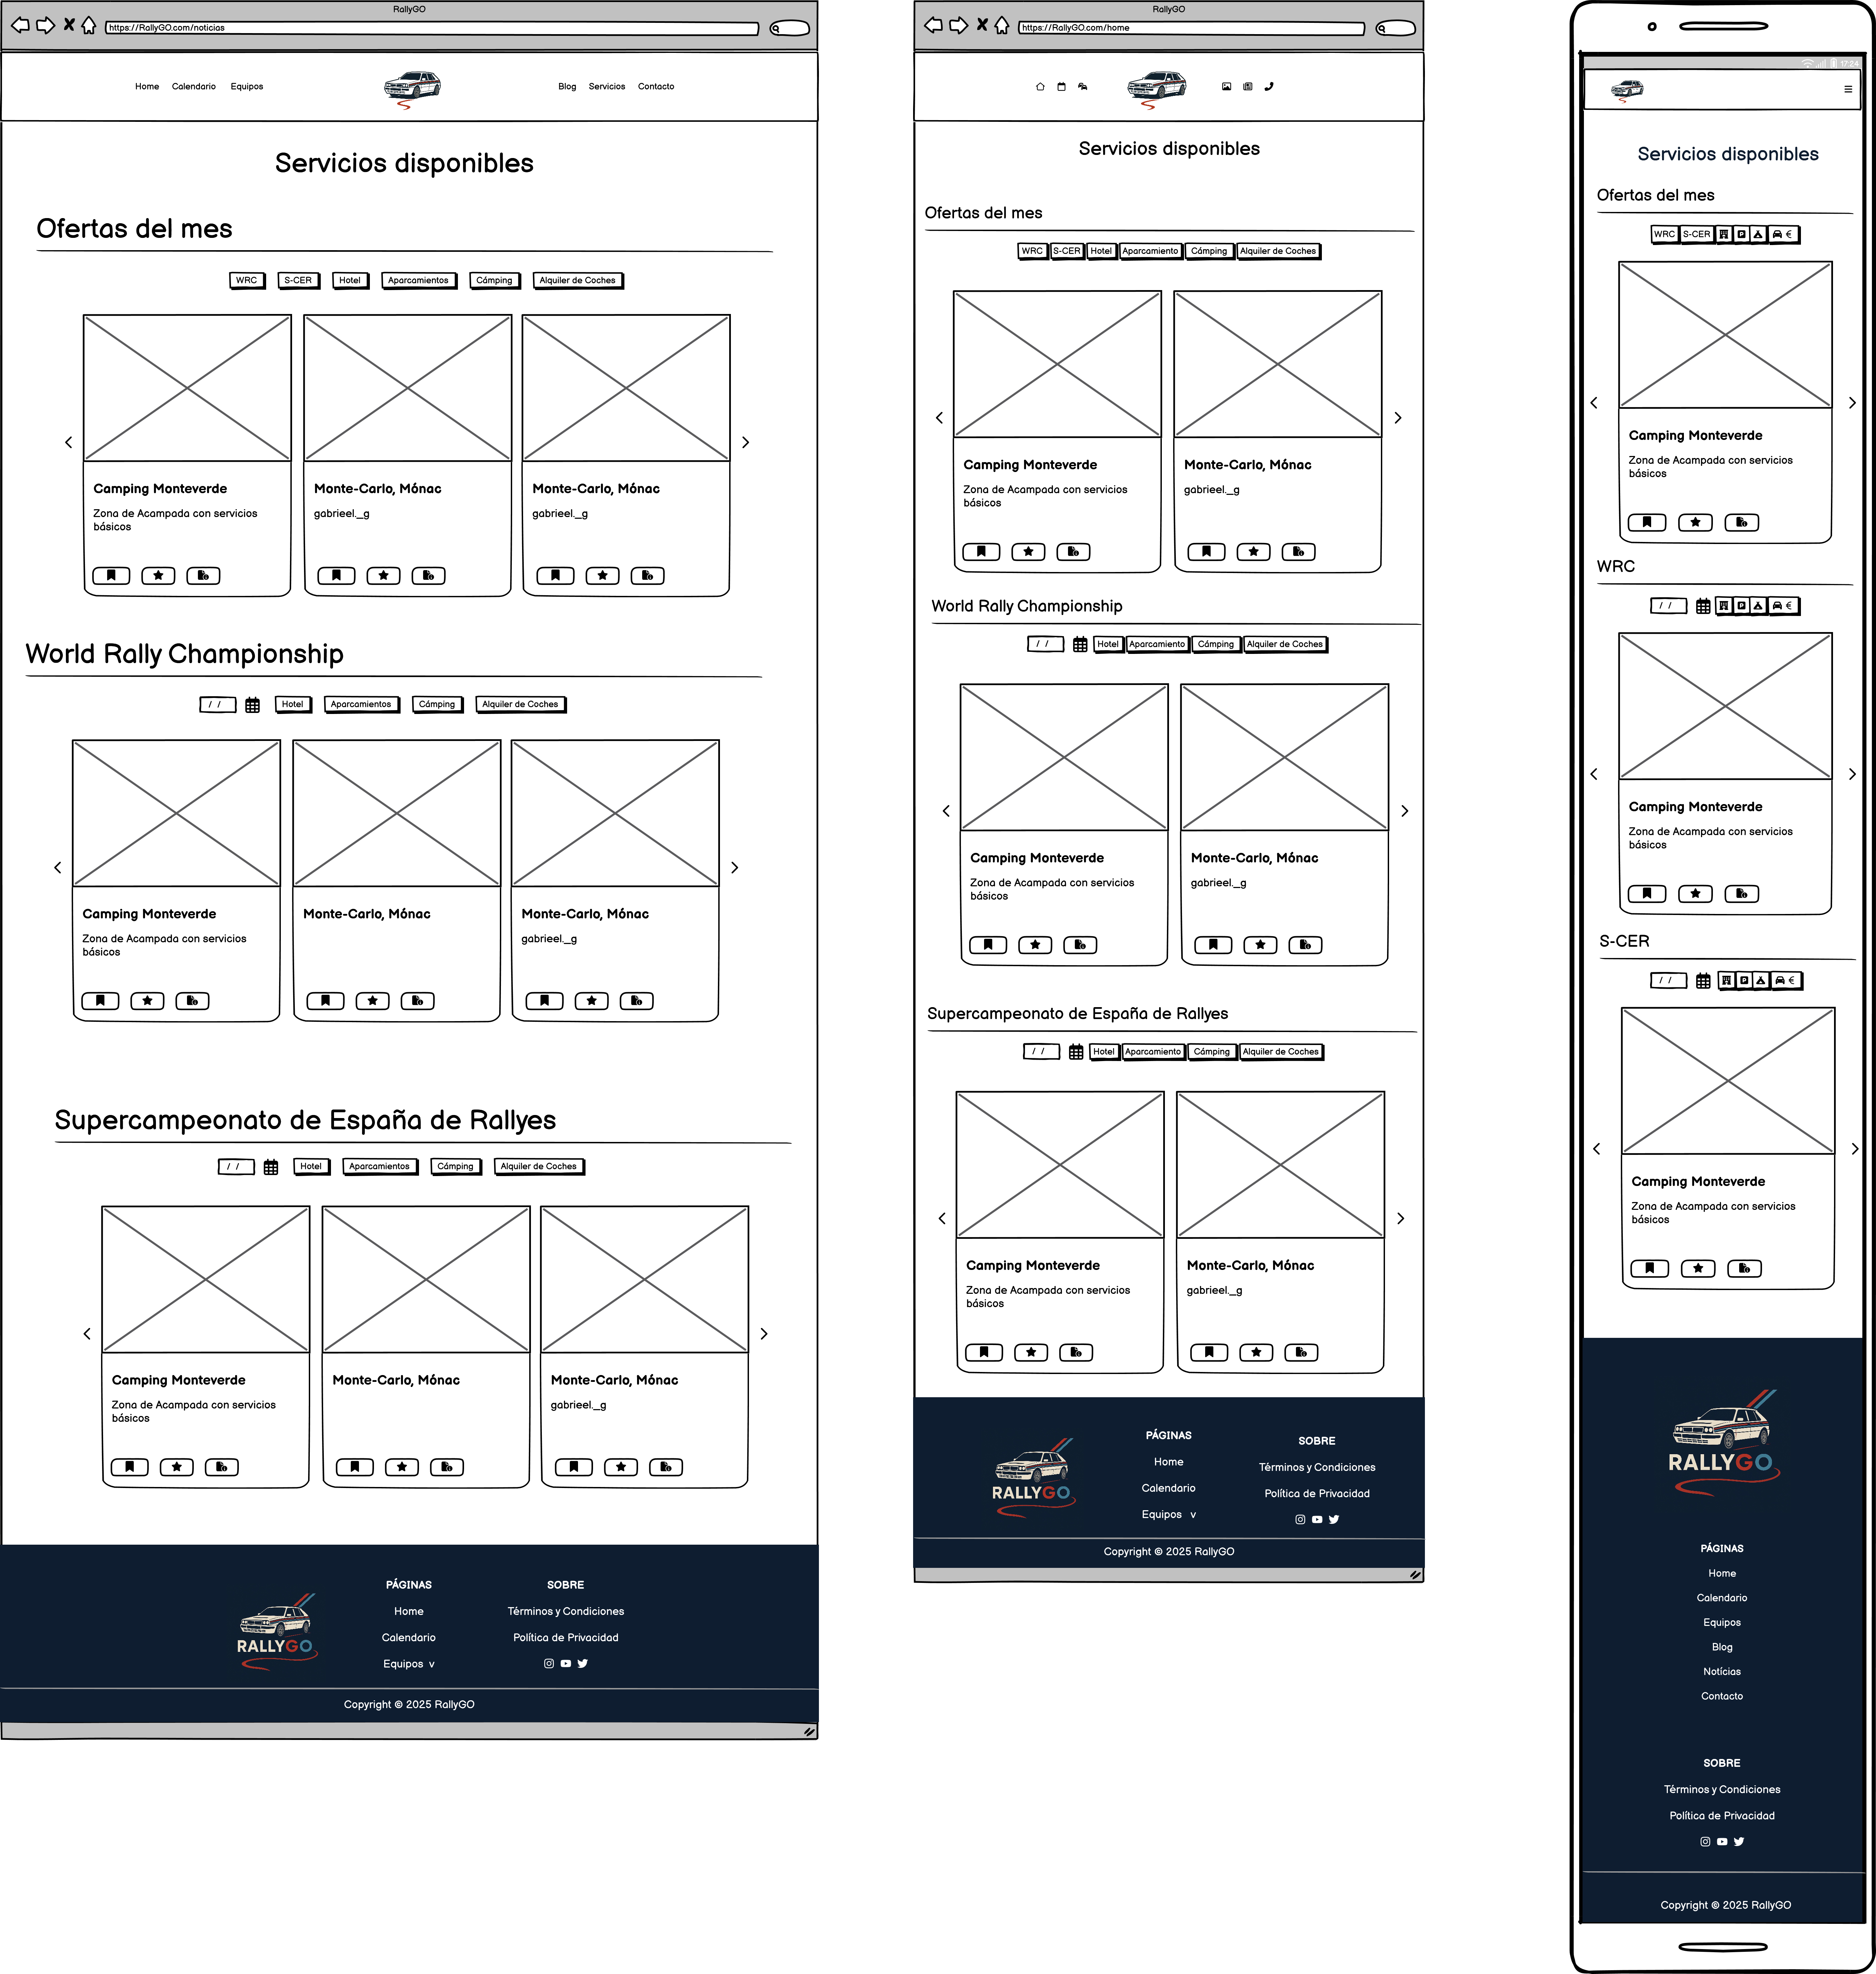 RallyGO
https://RallyGO.com/noticias
Home Calendario Equipos Blog Servicios Contacto
Servicios disponibles
Ofertas del mes
WRC S-CER Hotel Aparcamientos Cámping Alquiler de Coches
Camping Monteverde Monte-Carlo, Mónac Monte-Carlo, Mónac
Zona de Acampada con servicios gabrieel._g gabrieel._g
básicos
World Rally Championship
/ / Hotel Aparcamientos Cámping Alquiler de Coches
Camping Monteverde Monte-Carlo, Mónac Monte-Carlo, Mónac
Zona de Acampada con servicios gabrieel._g
básicos
Supercampeonato de España de Rallyes
/ / Hotel Aparcamientos Cámping Alquiler de Coches
Camping Monteverde Monte-Carlo, Mónac Monte-Carlo, Mónac
Zona de Acampada con servicios gabrieel._g
básicos
PÁGINAS SOBRE
Home Términos y Condiciones
RALLYGO Calendario Política de Privacidad
Equipos v
Copyright © 2025 RallyGO
RallyGO
https://RallyGO.com/home
Servicios disponibles
Ofertas del mes
WRC S-CER Hotel Aparcamiento Cámping Alquiler de Coches
Camping Monteverde Monte-Carlo, Mónac
Zona de Acampada con servicios gabrieel._g
básicos
World Rally Championship
/ / Hotel Aparcamiento Cámping Alquiler de Coches
Camping Monteverde Monte-Carlo, Mónac
Zona de Acampada con servicios gabrieel._g
básicos
Supercampeonato de España de Rallyes
/ / Hotel Aparcamiento Cámping Alquiler de Coches
Camping Monteverde Monte-Carlo, Mónac
Zona de Acampada con servicios gabrieel._g
básicos
PÁGINAS SOBRE
Home Términos y Condiciones
RALLYGO Calendario Política de Privacidad
Equipos v
Copyright © 2025 RallyGO
17:24
Servicios disponibles
Ofertas del mes
WRC S-CER P €
Camping Monteverde
Zona de Acampada con servicios
básicos
WRC
/ / P €
Camping Monteverde
Zona de Acampada con servicios
básicos
S-CER
/ / P €
Camping Monteverde
Zona de Acampada con servicios
básicos
RALLYGO
PÁGINAS
Home
Calendario
Equipos
Blog
Notícias
Contacto
SOBRE
Términos y Condiciones
Política de Privacidad
Copyright © 2025 RallyGO